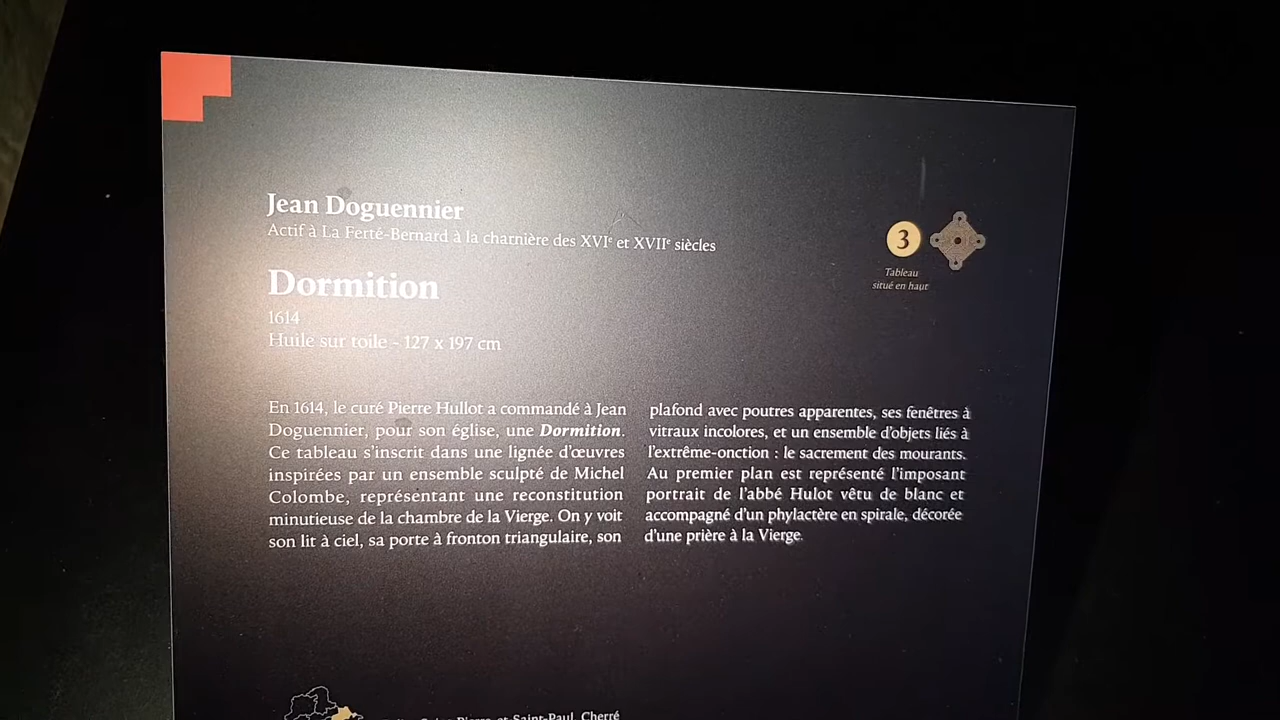 Jean Doguennier
Actif à La Ferté-Bernard à la charnière des XVIe et XVIIe siècles
3
Tableau
situé en haut
Dormition
1614
Huile sur toile - 127 x 197 cm
En 1614, le curé Pierre Hullot a commandé à Jean
Doguennier, pour son église, une Dormition.
Ce tableau s'inscrit dans une lignée d'œuvres
inspirées par un ensemble sculpté de Michel
Colombe, représentant une reconstitution
minutieuse de la chambre de la Vierge. On y voit
son lit à ciel, sa porte à fronton triangulaire, son
plafond avec poutres apparentes, ses fenêtres à
vitraux incolores, et un ensemble d'objets liés à
l'extrême-onction : le sacrement des mourants.
Au premier plan est représenté l'imposant
portrait de l'abbé Hulot vêtu de blanc et
accompagné d'un phylactère en spirale, décorée
d'une prière à la Vierge.
Saint-Pierre et Saint-Paul, Cherré